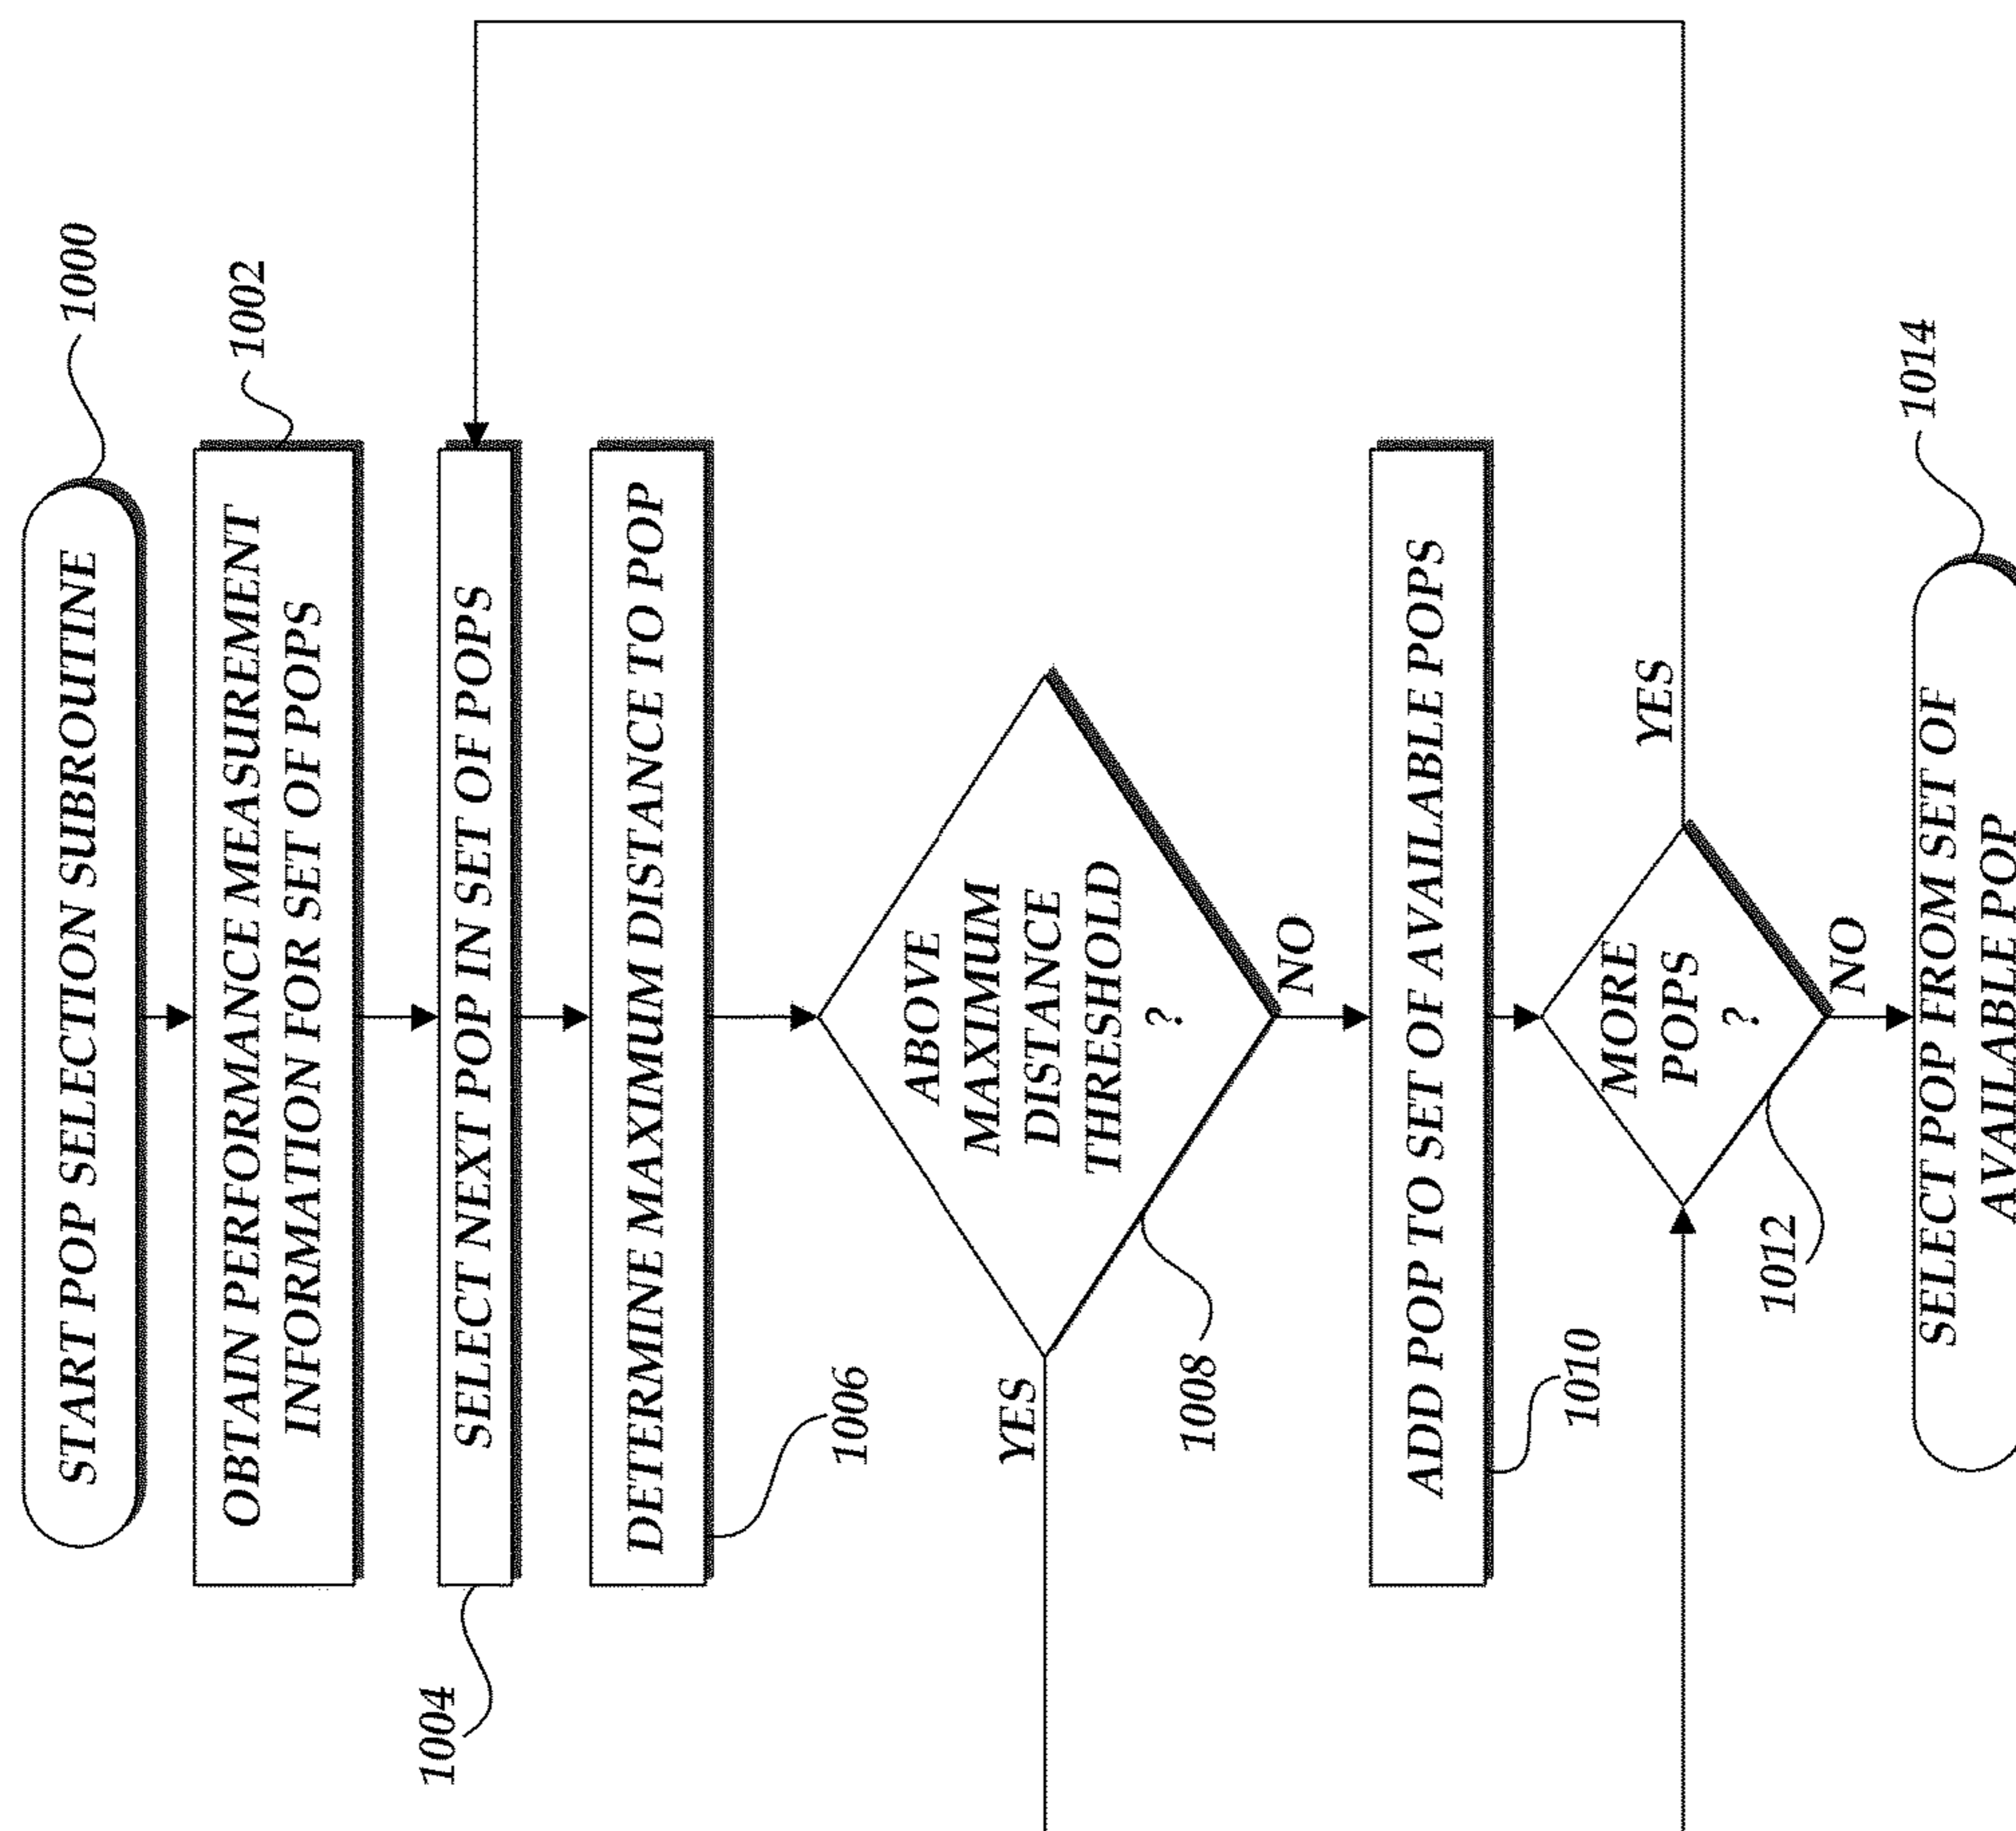 START POP SELECTION SUBROUTINE
1000
OBTAIN PERFORMANCE MEASUREMENT
INFORMATION FOR SET OF POPS
1002
SELECT NEXT POP IN SET OF POPS
1004
DETERMINE MAXIMUM DISTANCE TO POP
1006
ABOVE
MAXIMUM
DISTANCE
THRESHOLD
?
YES
1008
NO
ADD POP TO SET OF AVAILABLE POPS
1010
MORE
POPS
?
YES
1012
NO
SELECT POP FROM SET OF
AVAILABLE POP
1014